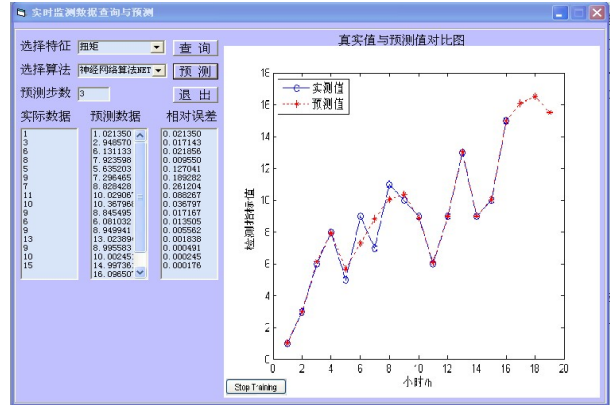 实时监测数据查询与预测
选择特征 扭矩 查 询
选择算法 神经网络算法NET 预 测
预测步数 3 退 出
实际数据 预测数据 相对误差
1 1.021350 0.021350
3 2.948570 0.017143
6 6.131133 0.021856
8 7.923598 0.009550
5 5.635203 0.127041
9 7.296465 0.189282
7 8.828428 0.261204
11 10.02906 0.088267
10 10.36796 0.036797
9 8.845495 0.017167
6 6.081032 0.013505
9 8.949941 0.005562
13 13.02389 0.001838
9 8.995583 0.000491
10 10.00245 0.000245
15 14.99736 0.000176
16.09650
真实值与预测值对比图
实测值
预测值
检测指标值
18
16
14
12
10
8
6
4
2
0
0 2 4 6 8 10 12 14 16 18 20
小时/h
Stop Training